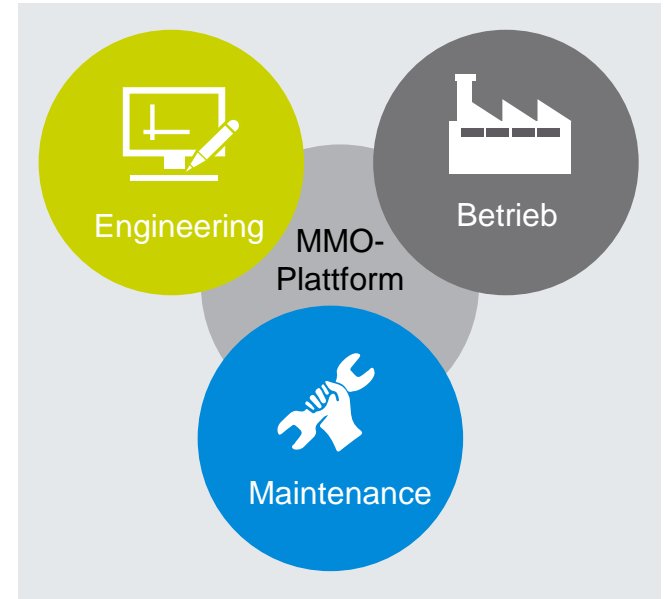 Engineering
Betrieb
MMO-
Plattform
Maintenance